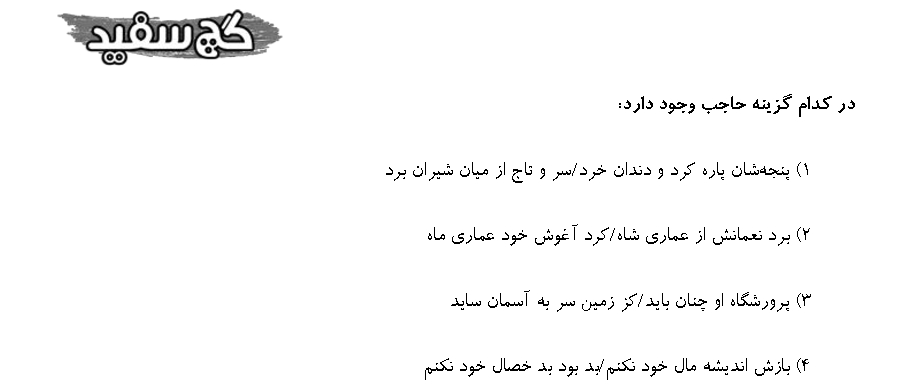 گچ سفید
در کدام گزینه حاجب وجود دارد:
۱) پنجه‌شان پاره کرد و دندان خرد/سر و تاج از میان شیران برد
۲) برد نعمانش از عماری شاه/کرد آغوش خود عماری ماه
۳) پرورشگاه او چنان باید/کز زمین سر به آسمان ساید
۴) بازش اندیشه مال خود نکنم/بد بود بد خصال خود نکنم